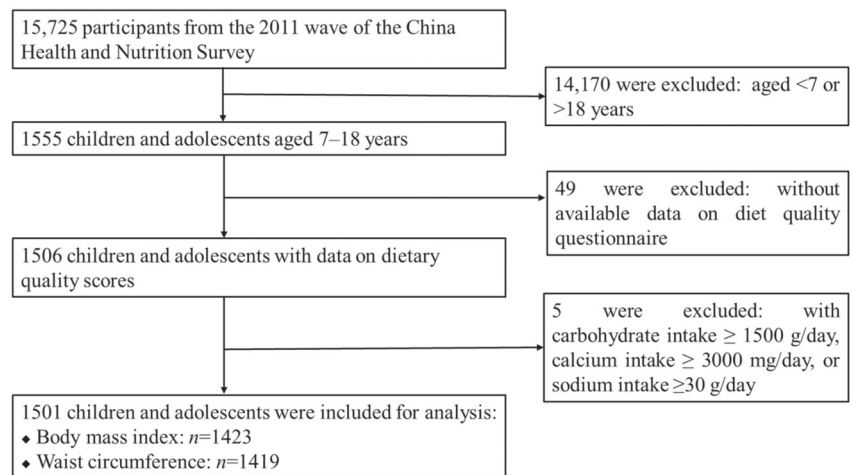 15,725 participants from the 2011 wave of the China
Health and Nutrition Survey
14,170 were excluded: aged <7 or
>18 years
1555 children and adolescents aged 7–18 years
49 were excluded: without
available data on diet quality
questionnaire
1506 children and adolescents with data on dietary
quality scores
5 were excluded: with
carbohydrate intake ≥ 1500 g/day,
calcium intake ≥ 3000 mg/day, or
sodium intake ≥30 g/day
1501 children and adolescents were included for analysis:
◆ Body mass index: n=1423
◆ Waist circumference: n=1419